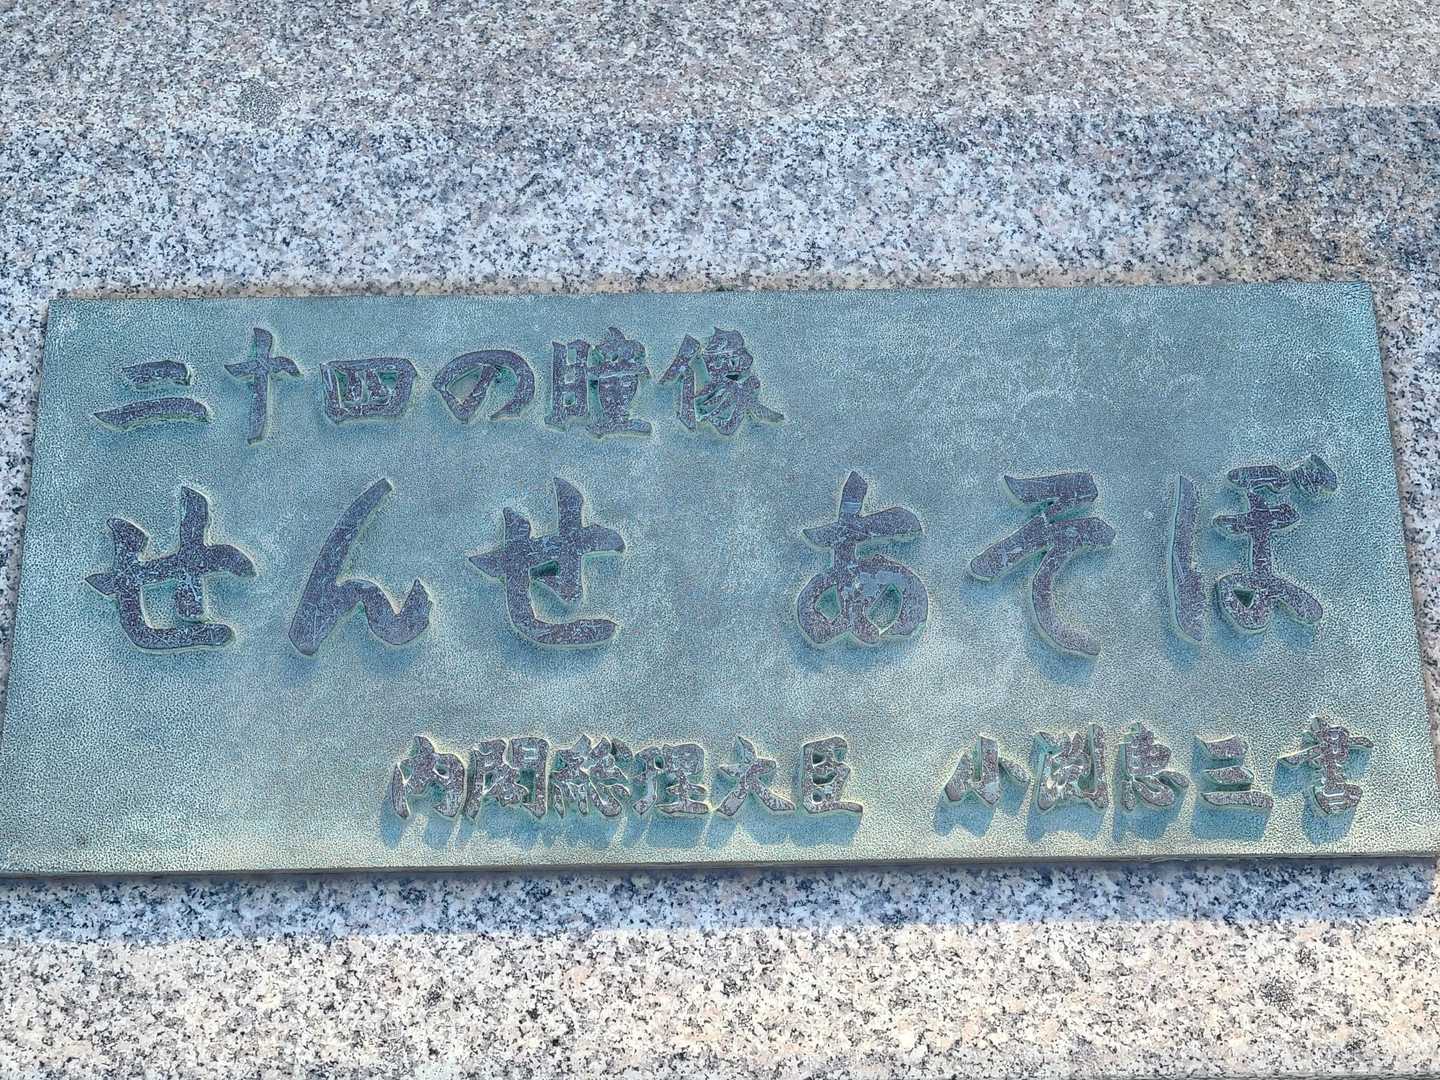 二十四の瞳像
せんせ あそぼ
内閣総理大臣 小渕恵三書